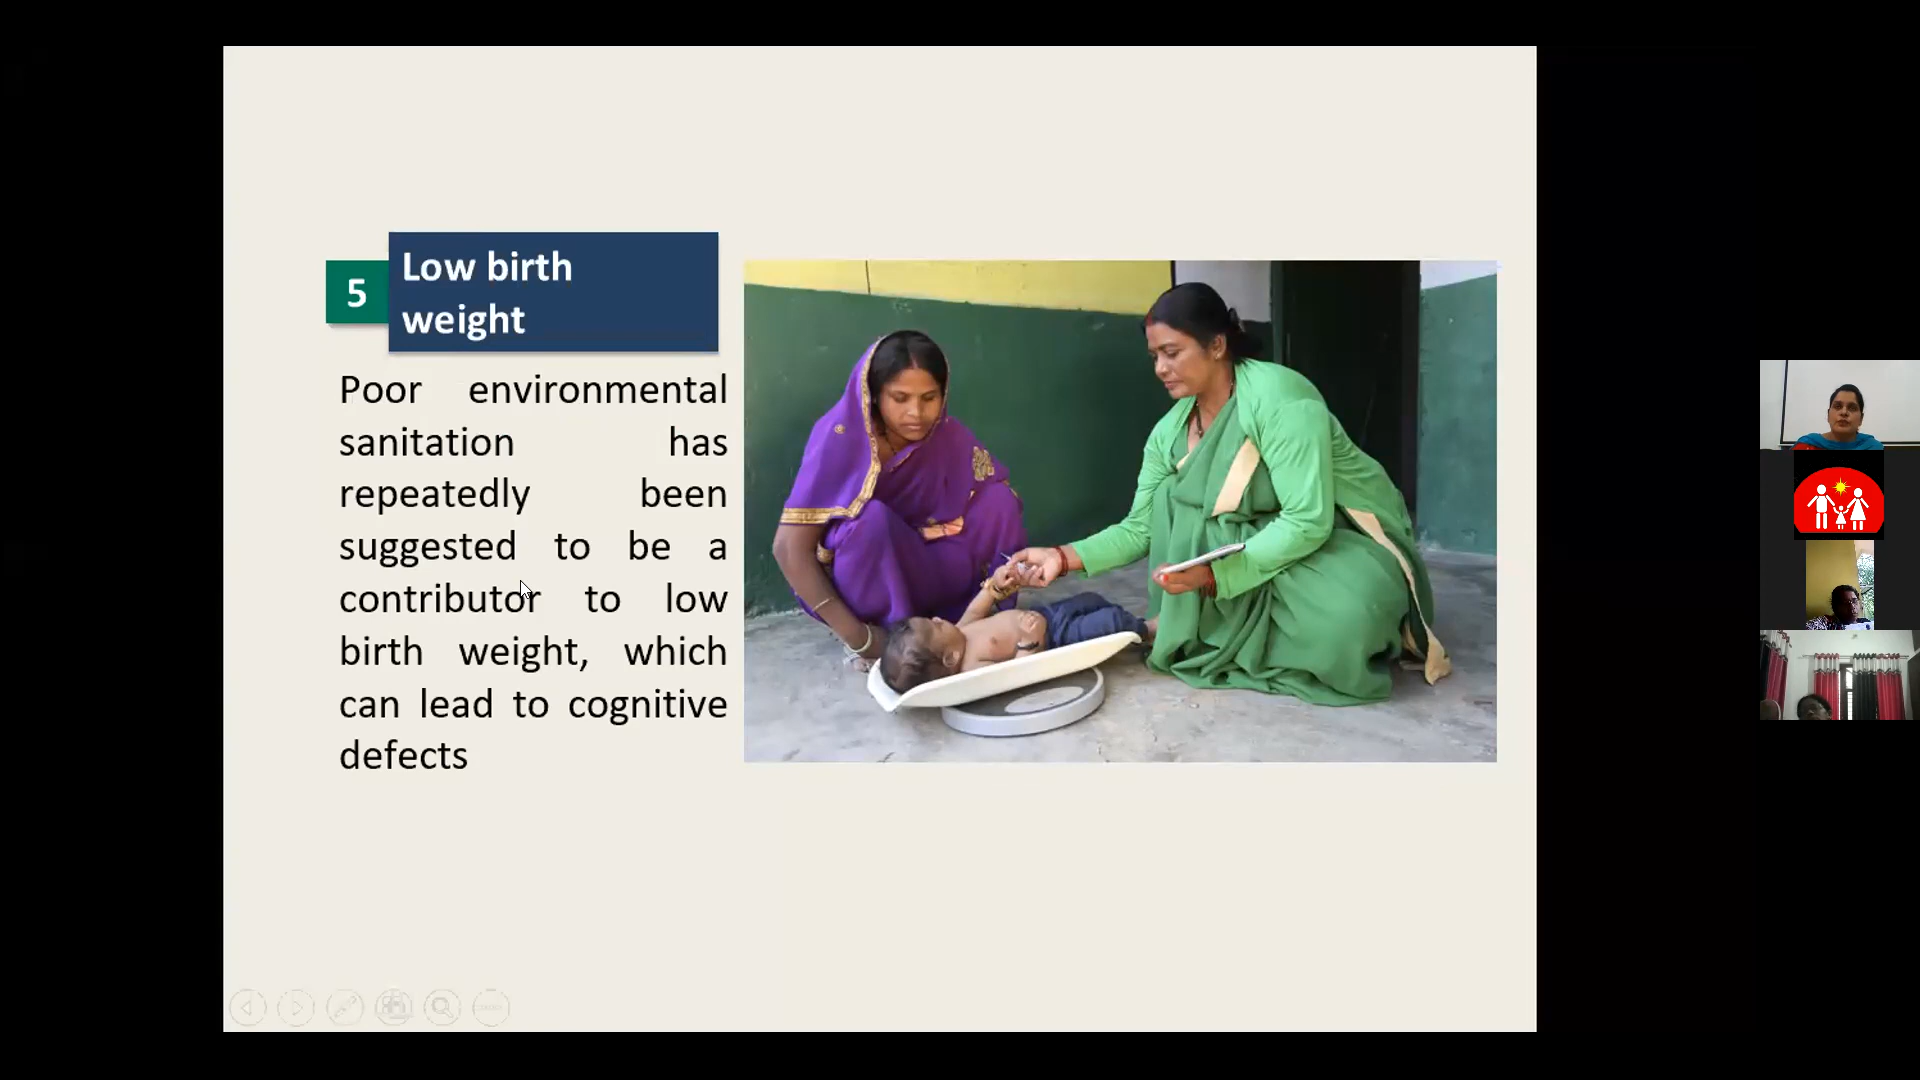 5
Low birth
weight
Poor environmental
sanitation has
repeatedly been
suggested to be a
contributor to low
birth weight, which
can lead to cognitive
defects